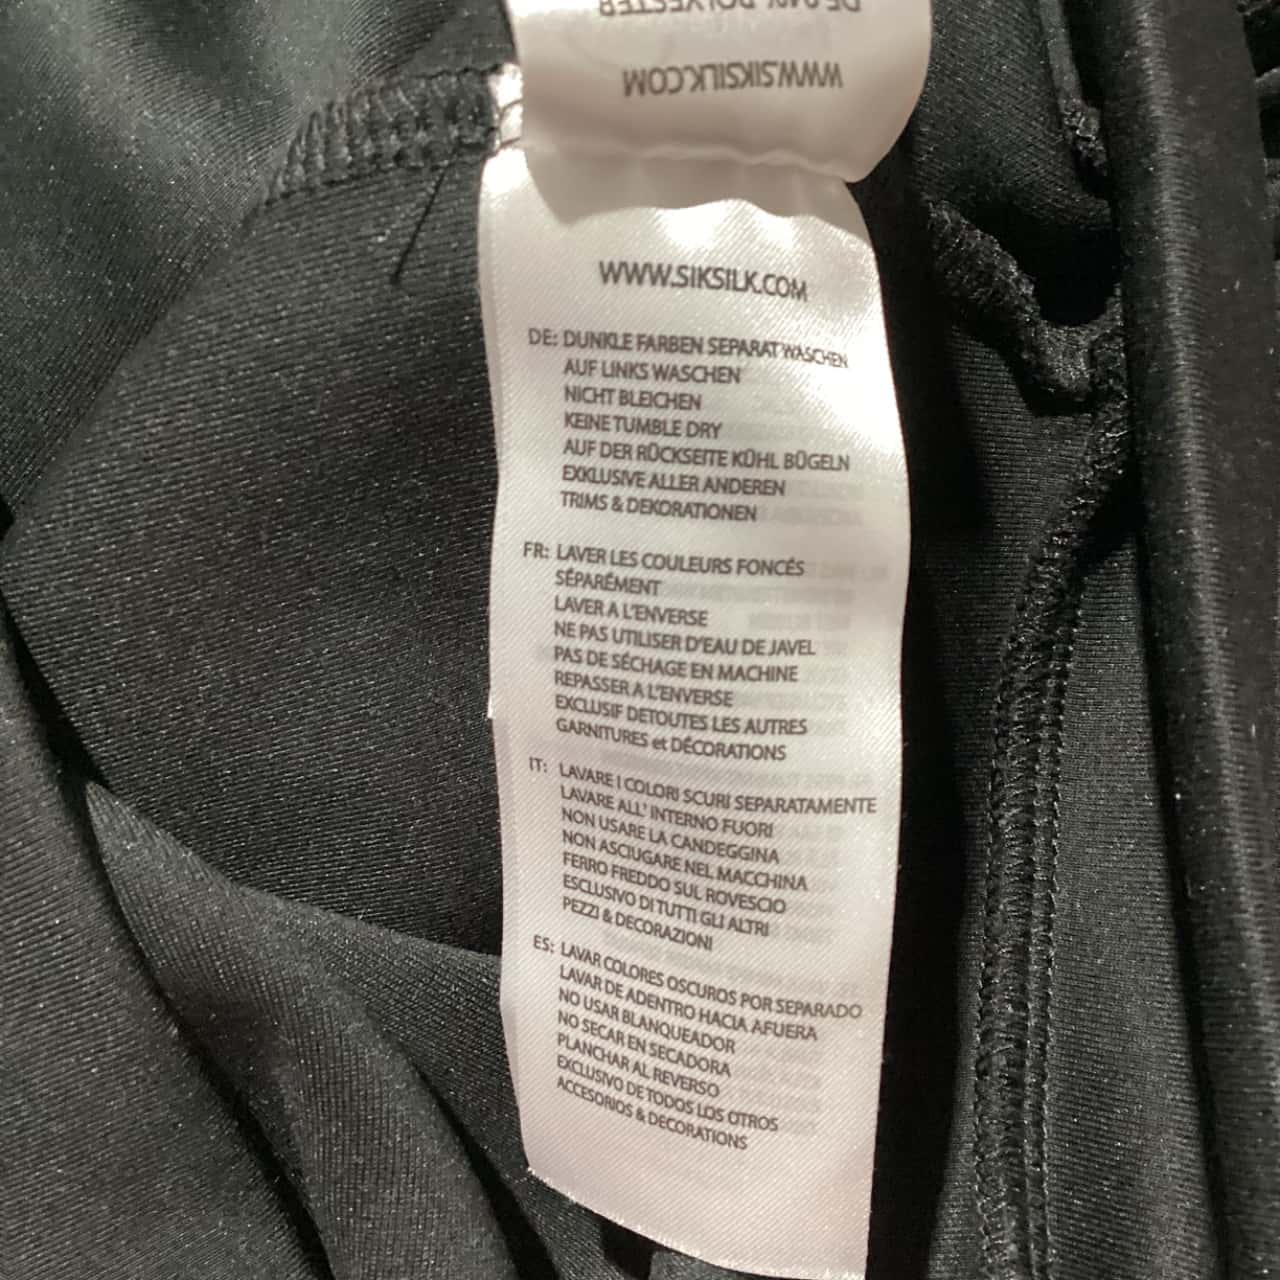 DE 94% POLYESTER
WWW.SIKSILK.COM
WWW.SIKSILK.COM
DE: DUNKLE FARBEN SEPARAT WASCHEN
AUF LINKS WASCHEN
NICHT BLEICHEN
KEINE TUMBLE DRY
AUF DER RÜCKSEITE KÜHL BÜGELN
EXKLUSIVE ALLER ANDEREN
TRIMS & DEKORATIONEN
FR: LAVER LES COULEURS FONCÉS
SÉPARÉMENT
LAVER A L'ENVERSE
NE PAS UTILISER D'EAU DE JAVEL
PAS DE SÉCHAGE EN MACHINE
REPASSER A L'ENVERSE
EXCLUSIF DETOUTES LES AUTRES
GARNITURES et DÉCORATIONS
IT: LAVARE I COLORI SCURI SEPARATAMENTE
LAVARE ALL' INTERNO FUORI
NON USARE LA CANDEGGINA
NON ASCIUGARE NEL MACCHINA
FERRO FREDDO SUL ROVESCIO
ESCLUSIVO DI TUTTI GLI ALTRI
PEZZI & DECORAZIONI
ES: LAVAR COLORES OSCUROS POR SEPARADO
LAVAR DE ADENTRO HACIA AFUERA
NO USAR BLANQUEADOR
NO SECAR EN SECADORA
PLANCHAR AL REVERSO
EXCLUSIVO DE TODOS LOS OTROS
ACCESORIOS & DECORATIONS